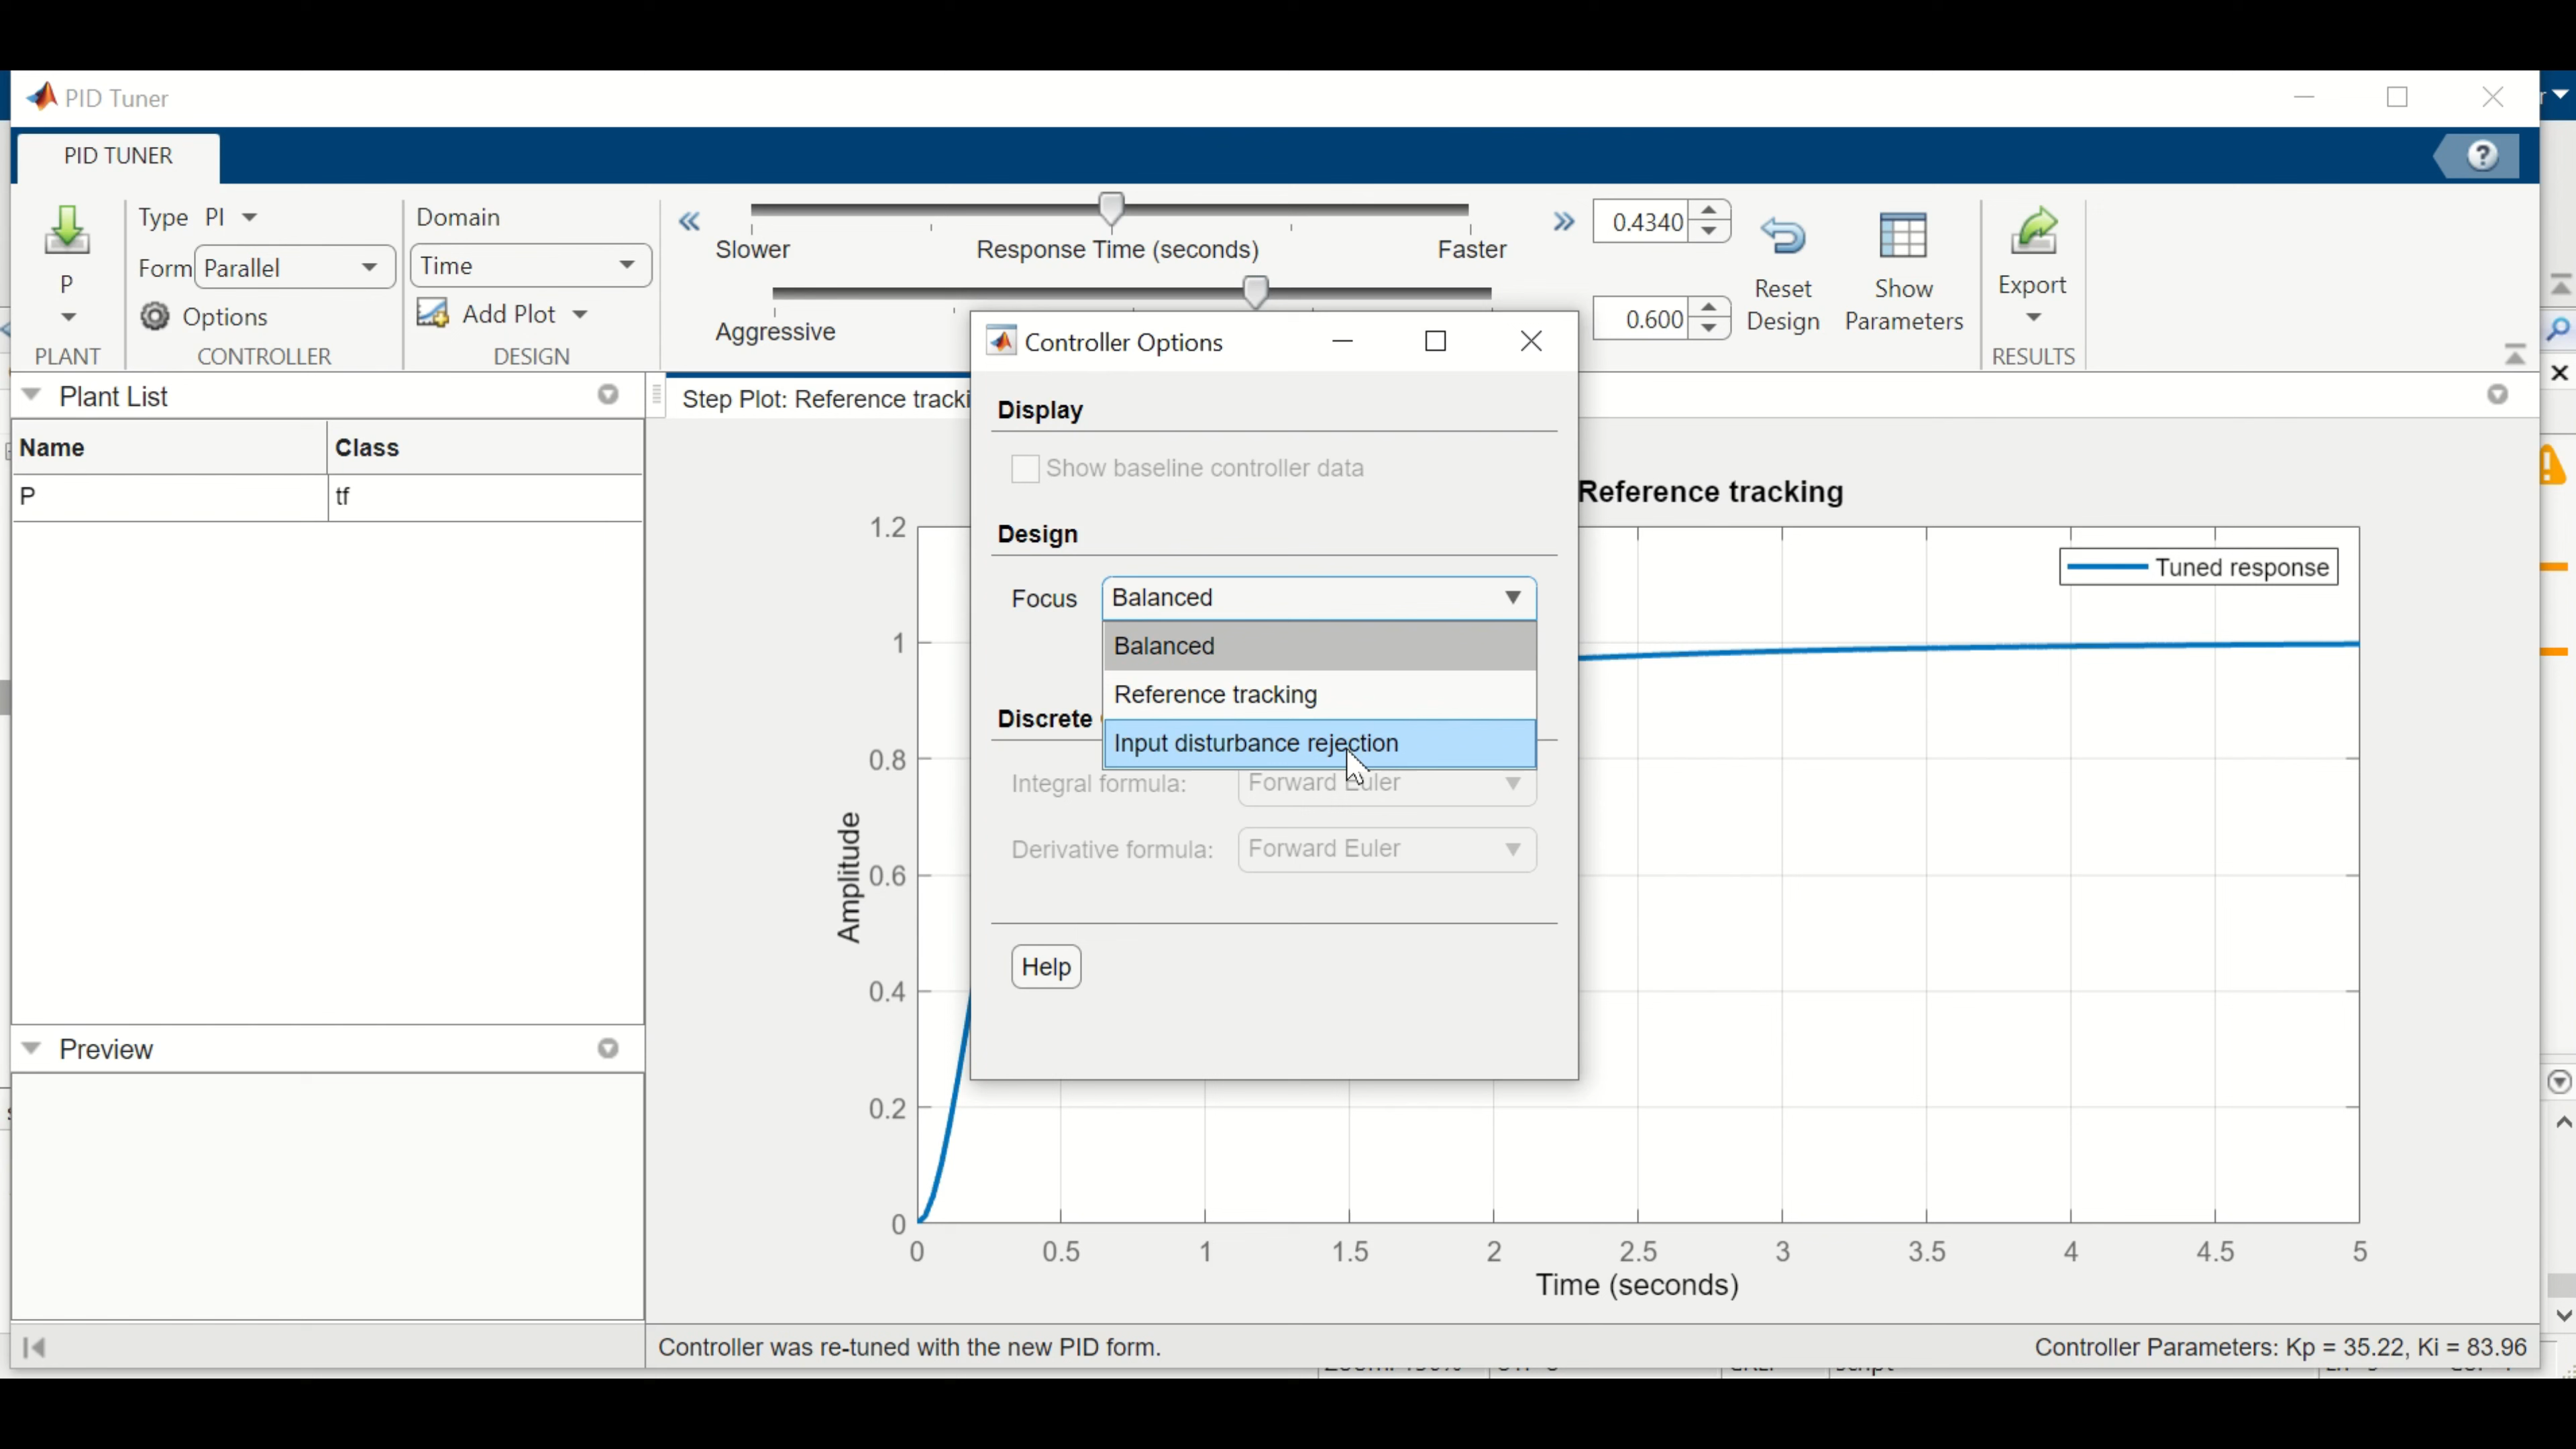 PID Tuner
PID TUNER
Type PI
Form Parallel
Options
P
PLANT
CONTROLLER
Domain
Time
Add Plot
DESIGN
Slower
Response Time (seconds)
Faster
Aggressive
0.4340
0.600
Reset
Design
Show
Parameters
Export
RESULTS
Plant List
Name Class
P tf
Preview
Step Plot: Reference tracki
Controller Options
Display
Show baseline controller data
Design
Focus Balanced
Balanced
Reference tracking
Input disturbance rejection
Discrete
Integral formula: Forward Euler
Derivative formula: Forward Euler
Help
Reference tracking
Tuned response
1.2
1
0.8
0.6
0.4
0.2
0
Amplitude
0 0.5 1 1.5 2 2.5 3 3.5 4 4.5 5
Time (seconds)
Controller was re-tuned with the new PID form.
Controller Parameters: Kp = 35.22, Ki = 83.96